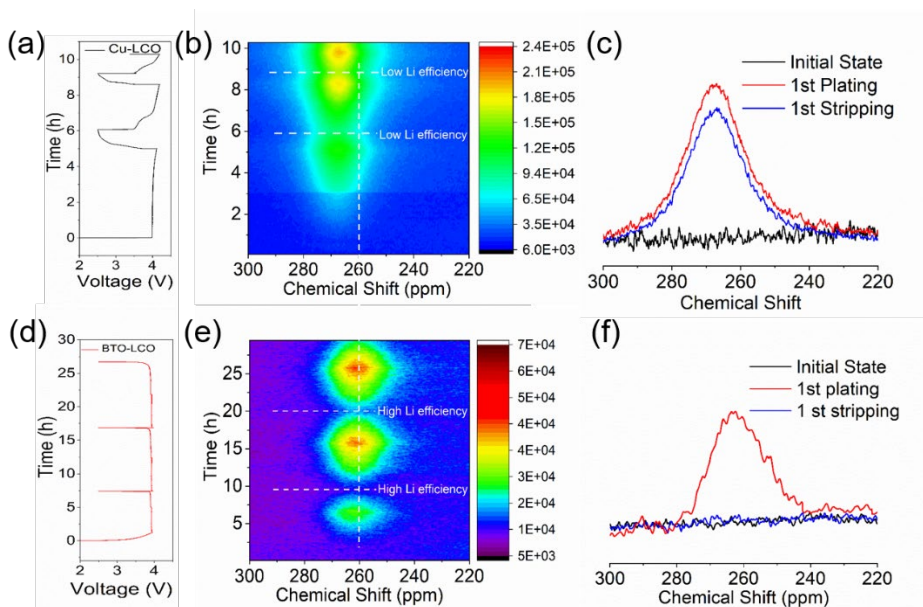 (a)
Cu-LCO
10
8
6
4
2
0
Time (h)
2 3 4
Voltage (V)
(b)
10
8
6
4
2
Time (h)
Low Li efficiency
Low Li efficiency
300 280 260 240 220
Chemical Shift (ppm)
2.4E+05
2.1E+05
1.8E+05
1.5E+05
1.2E+05
9.0E+04
6.0E+04
3.0E+04
6.0E+03
(c)
Initial State
1st Plating
1st Stripping
300 280 260 240 220
Chemical Shift
(d)
BTO-LCO
30
25
20
15
10
5
0
Time (h)
2 3 4
Voltage (V)
(e)
25
20
15
10
5
Time (h)
High Li efficiency
High Li efficiency
300 280 260 240 220
Chemical Shift (ppm)
7E+04
6E+04
5E+04
4E+04
3E+04
2E+04
1E+04
5E+03
(f)
Initial State
1st plating
1 st stripping
300 280 260 240 220
Chemical Shift